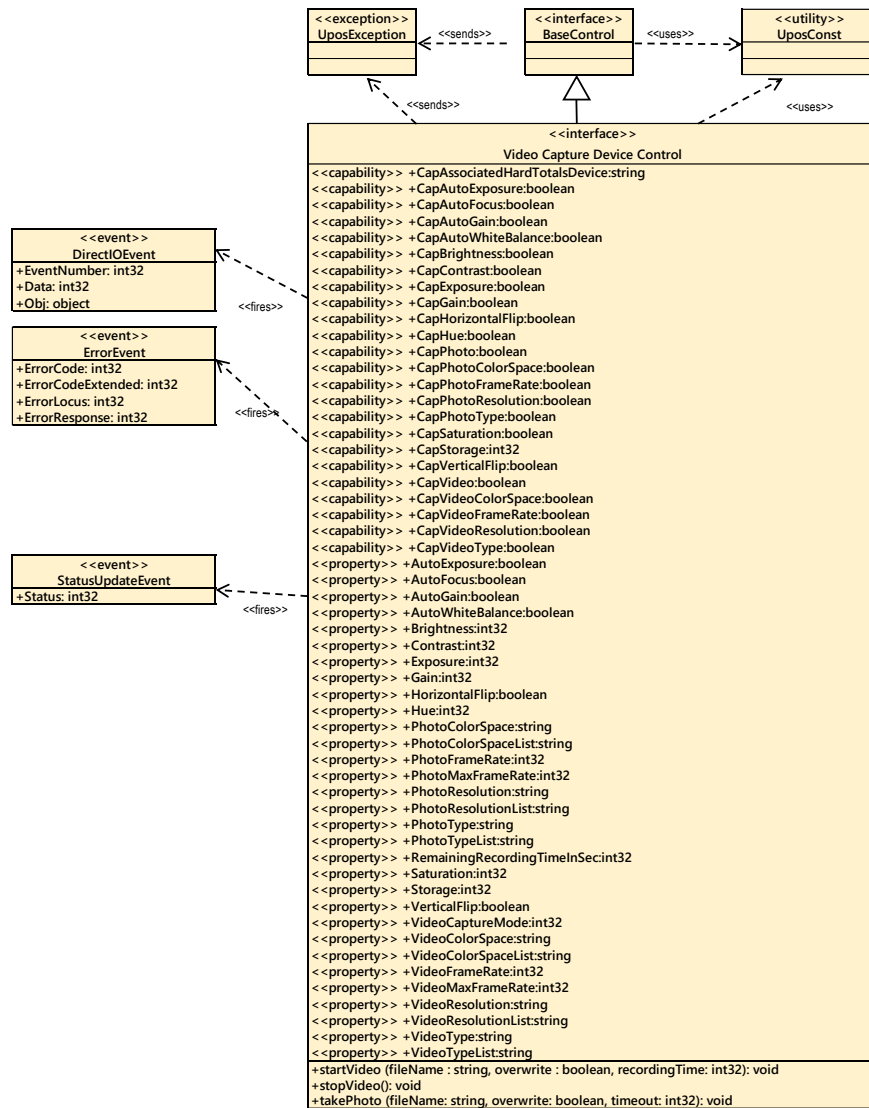 <<exception>>
UposException
<<sends>>
<<interface>>
BaseControl
<<uses>>
<<utility>>
UposConst
<<sends>>
<<uses>>
<<interface>>
Video Capture Device Control
<<capability>> +CapAssociatedHardTotalsDevice:string
<<capability>> +CapAutoExposure:boolean
<<capability>> +CapAutoFocus:boolean
<<capability>> +CapAutoGain:boolean
<<capability>> +CapAutoWhiteBalance:boolean
<<capability>> +CapBrightness:boolean
<<capability>> +CapContrast:boolean
<<capability>> +CapExposure:boolean
<<capability>> +CapGain:boolean
<<capability>> +CapHorizontalFlip:boolean
<<capability>> +CapHue:boolean
<<capability>> +CapPhoto:boolean
<<capability>> +CapPhotoColorSpace:boolean
<<capability>> +CapPhotoFrameRate:boolean
<<capability>> +CapPhotoResolution:boolean
<<capability>> +CapPhotoType:boolean
<<capability>> +CapSaturation:boolean
<<capability>> +CapStorage:int32
<<capability>> +CapVerticalFlip:boolean
<<capability>> +CapVideo:boolean
<<capability>> +CapVideoColorSpace:boolean
<<capability>> +CapVideoFrameRate:boolean
<<capability>> +CapVideoResolution:boolean
<<capability>> +CapVideoType:boolean
<<property>> +AutoExposure:boolean
<<property>> +AutoFocus:boolean
<<property>> +AutoGain:boolean
<<property>> +AutoWhiteBalance:boolean
<<property>> +Brightness:int32
<<property>> +Contrast:int32
<<property>> +Exposure:int32
<<property>> +Gain:int32
<<property>> +HorizontalFlip:boolean
<<property>> +Hue:int32
<<property>> +PhotoColorSpace:string
<<property>> +PhotoColorSpaceList:string
<<property>> +PhotoFrameRate:int32
<<property>> +PhotoMaxFrameRate:int32
<<property>> +PhotoResolution:string
<<property>> +PhotoResolutionList:string
<<property>> +PhotoType:string
<<property>> +PhotoTypeList:string
<<property>> +RemainingRecordingTimeInSec:int32
<<property>> +Saturation:int32
<<property>> +Storage:int32
<<property>> +VerticalFlip:boolean
<<property>> +VideoCaptureMode:int32
<<property>> +VideoColorSpace:string
<<property>> +VideoColorSpaceList:string
<<property>> +VideoFrameRate:int32
<<property>> +VideoMaxFrameRate:int32
<<property>> +VideoResolution:string
<<property>> +VideoResolutionList:string
<<property>> +VideoType:string
<<property>> +VideoTypeList:string
+startVideo (fileName : string, overwrite : boolean, recordingTime: int32): void
+stopVideo(): void
+takePhoto (fileName: string, overwrite: boolean, timeout: int32): void
<<event>>
DirectIOEvent
+EventNumber: int32
+Data: int32
+Obj: object
<<fires>>
<<event>>
ErrorEvent
+ErrorCode: int32
+ErrorCodeExtended: int32
+ErrorLocus: int32
+ErrorResponse: int32
<<fires>>
<<event>>
StatusUpdateEvent
+Status: int32
<<fires>>